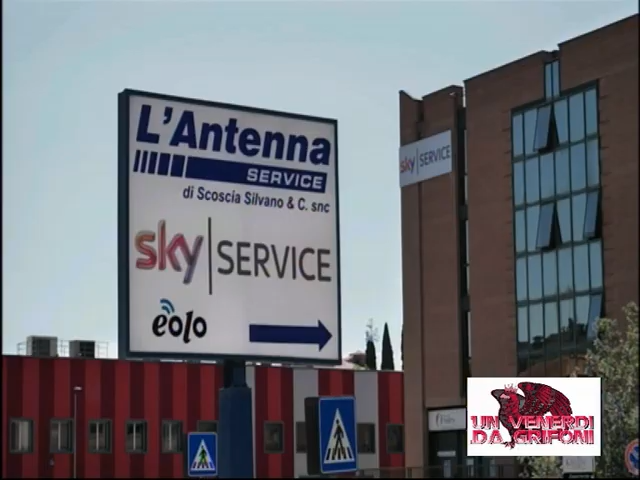 L'Antenna
SERVICE
di Scoscia Silvano & C. snc
sky SERVICE
eolo
sky SERVICE
UN VENERDI
DA GRIFONI